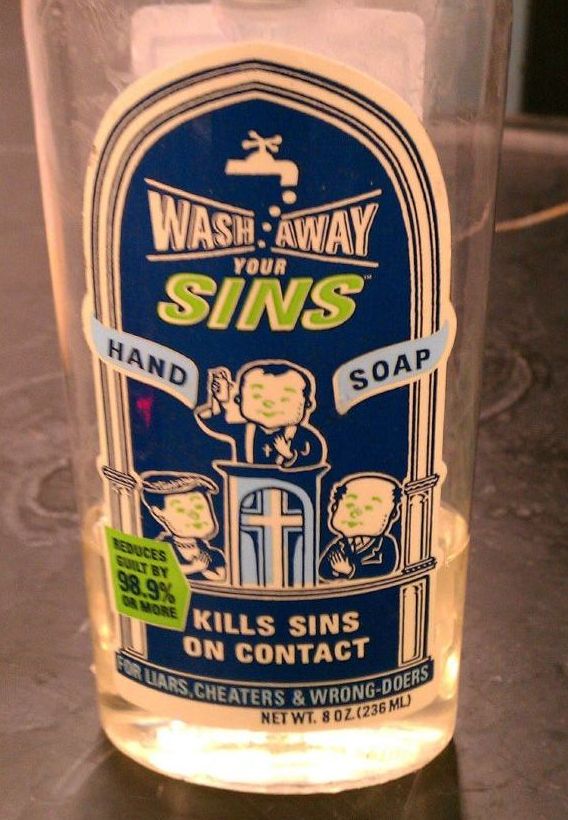 WASH AWAY
YOUR
SINS™
HAND SOAP
REDUCES
GUILT BY
98.9%
OR MORE
KILLS SINS
ON CONTACT
FOR LIARS, CHEATERS & WRONG-DOERS
NET WT. 8 OZ. (236 ML)